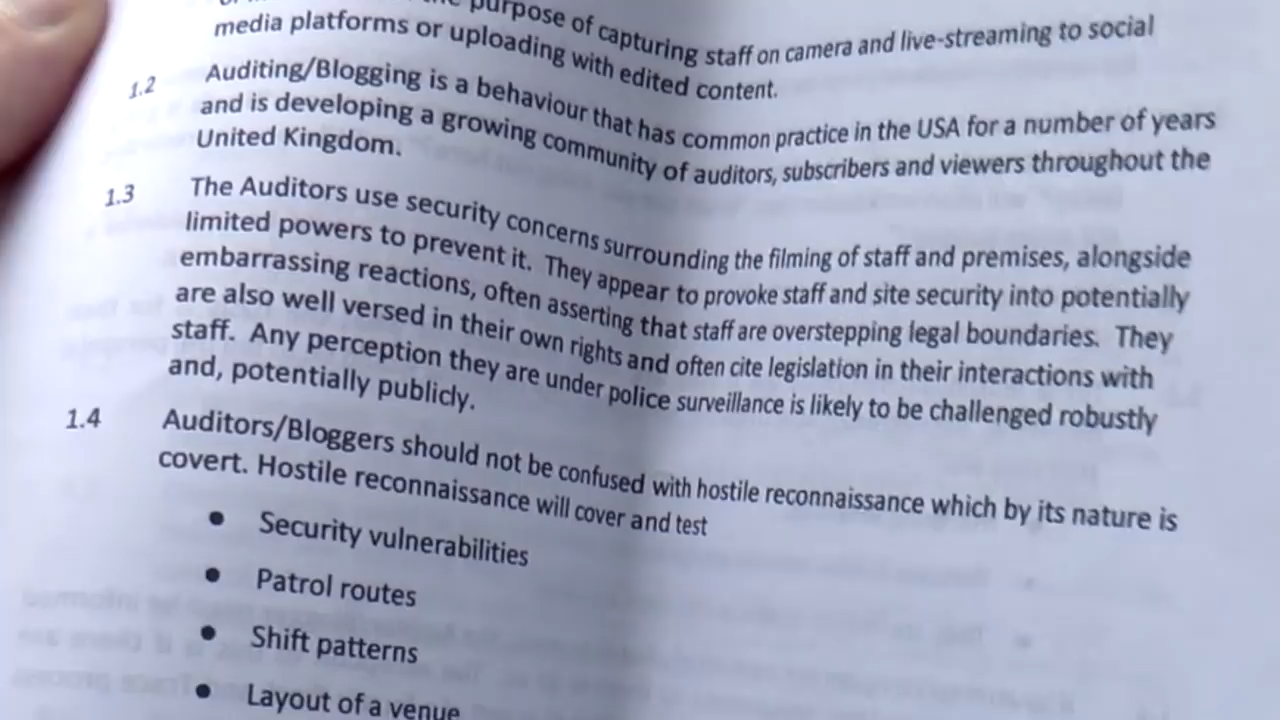 purpose of capturing staff on camera and live-streaming to social
media platforms or uploading with edited content.
1.2 Auditing/Blogging is a behaviour that has common practice in the USA for a number of years
and is developing a growing community of auditors, subscribers and viewers throughout the
United Kingdom.
1.3 The Auditors use security concerns surrounding the filming of staff and premises, alongside
limited powers to prevent it. They appear to provoke staff and site security into potentially
embarrassing reactions, often asserting that staff are overstepping legal boundaries. They
are also well versed in their own rights and often cite legislation in their interactions with
staff. Any perception they are under police surveillance is likely to be challenged robustly
and, potentially publicly.
1.4 Auditors/Bloggers should not be confused with hostile reconnaissance which by its nature is
covert. Hostile reconnaissance will cover and test
• Security vulnerabilities
• Patrol routes
• Shift patterns
• Layout of a venue